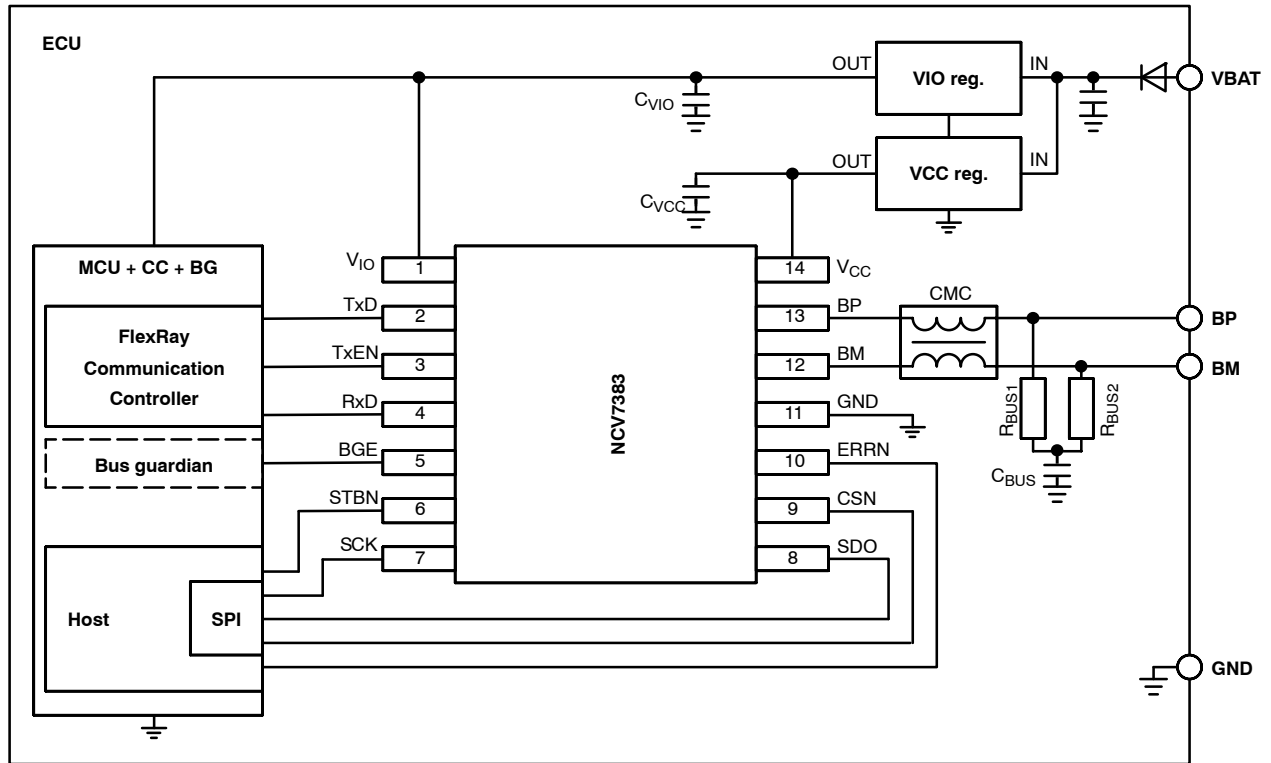 ECU
OUT
VIO reg.
IN
VBAT
CVIO
OUT
VCC reg.
IN
CVCC
MCU + CC + BG
VIO
1
14
VCC
FlexRay
Communication
Controller
TxD
2
13
BP
CMC
BP
TxEN
3
12
BM
BM
RxD
4
11
GND
NCV7383
RBUS1
RBUS2
Bus guardian
BGE
5
10
ERRN
CBUS
STBN
6
9
CSN
SCK
7
8
SDO
Host
SPI
GND